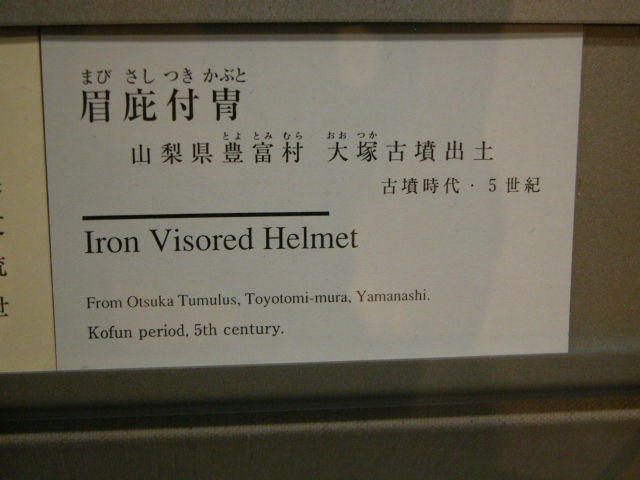 まび さし つき かぶと
眉庇付冑
とよ とみ むら おお つか
山梨県豊富村 大塚古墳出土
古墳時代・5世紀
Iron Visored Helmet
From Otsuka Tumulus, Toyotomi-mura, Yamanashi.
Kofun period, 5th century.